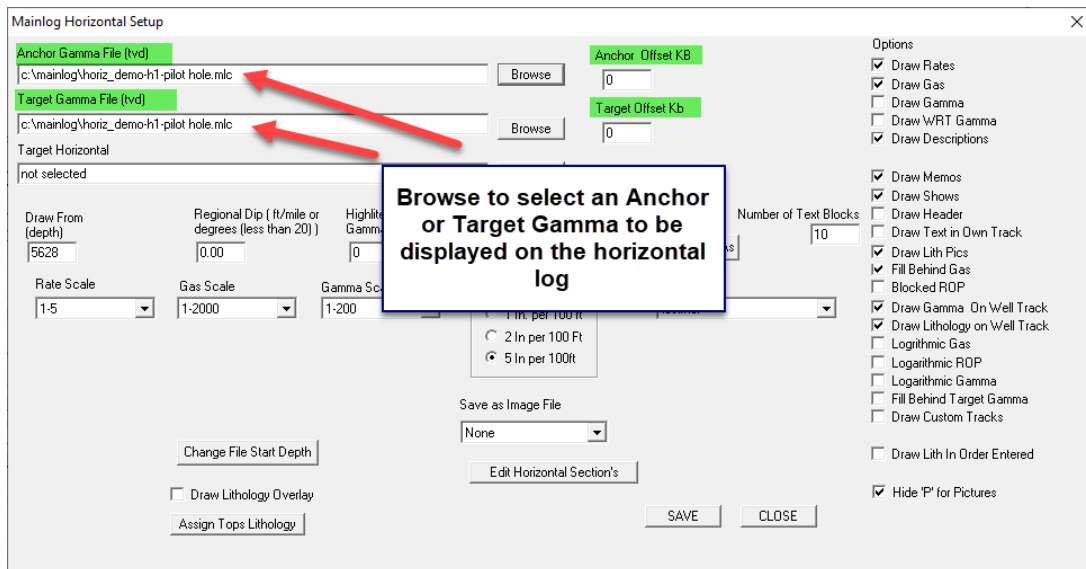 Mainlog Horizontal Setup
Anchor Gamma File (tvd)
c:\mainlog\horiz_demo-h1-pilot hole.mlc
Browse
Anchor Offset KB
0
Target Gamma File (tvd)
c:\mainlog\horiz_demo-h1-pilot hole.mlc
Browse
Target Offset Kb
0
Target Horizontal
not selected
Browse to select an Anchor
or Target Gamma to be
displayed on the horizontal
log
Draw From
(depth)
5628
Regional Dip ( ft/mile or
degrees (less than 20) )
0.00
Highlite
Gamma
0
Number of Text Blocks
10
Rate Scale
1-5
Gas Scale
1-2000
Gamma Sc
1-200
1 In. per 100 ft
2 In per 100 Ft
5 In per 100ft
Save as Image File
None
Change File Start Depth
Edit Horizontal Section's
Draw Lithology Overlay
Assign Tops Lithology
SAVE
CLOSE
Options
Draw Rates
Draw Gas
Draw Gamma
Draw WRT Gamma
Draw Descriptions
Draw Memos
Draw Shows
Draw Header
Draw Text in Own Track
Draw Lith Pics
Fill Behind Gas
Blocked ROP
Draw Gamma On Well Track
Draw Lithology on Well Track
Logrithmic Gas
Logarithmic ROP
Logarithmic Gamma
Fill Behind Target Gamma
Draw Custom Tracks
Draw Lith In Order Entered
Hide 'P' for Pictures